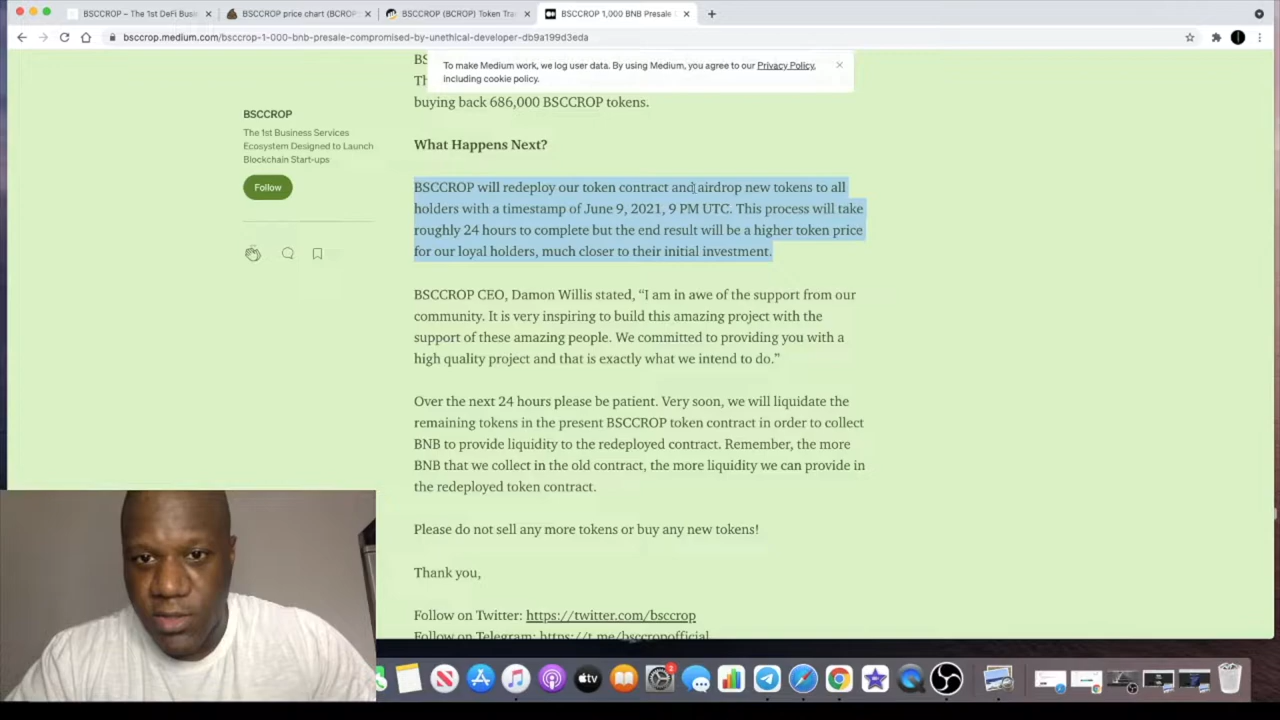 BSCCROP – The 1st DeFi Busi
BSCCROP price chart (BCROP
BSCCROP (BCROP) Token Tra
BSCCROP 1,000 BNB Presale
bsccrop.medium.com/bsccrop-1-000-bnb-presale-compromised-by-unethical-developer-db9a199d3eda
To make Medium work, we log user data. By using Medium, you agree to our Privacy Policy,
including cookie policy.
buying back 686,000 BSCCROP tokens.
BSCCROP
The 1st Business Services
Ecosystem Designed to Launch
Blockchain Start-ups
Follow
What Happens Next?
BSCCROP will redeploy our token contract and airdrop new tokens to all
holders with a timestamp of June 9, 2021, 9 PM UTC. This process will take
roughly 24 hours to complete but the end result will be a higher token price
for our loyal holders, much closer to their initial investment.
BSCCROP CEO, Damon Willis stated, “I am in awe of the support from our
community. It is very inspiring to build this amazing project with the
support of these amazing people. We committed to providing you with a
high quality project and that is exactly what we intend to do.”
Over the next 24 hours please be patient. Very soon, we will liquidate the
remaining tokens in the present BSCCROP token contract in order to collect
BNB to provide liquidity to the redeployed contract. Remember, the more
BNB that we collect in the old contract, the more liquidity we can provide in
the redeployed token contract.
Please do not sell any more tokens or buy any new tokens!
Thank you,
Follow on Twitter: https://twitter.com/bsccrop
Follow on Telegram: https://t.me/bsccropofficial
tv
2